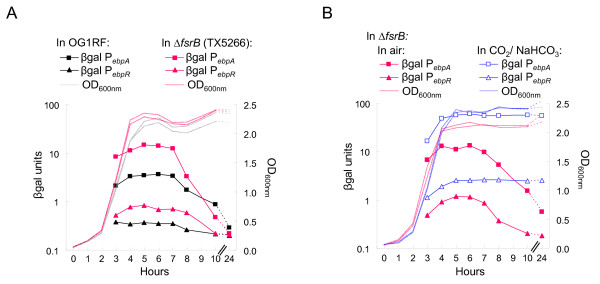 A
In OG1RF:
In ΔfsrB (TX5266):
βgal PebpA
βgal PebpA
βgal PebpR
βgal PebpR
OD600nm
OD600nm
βgal units
100
10
1
0.1
2.5
2.0
1.5
1.0
0.5
0.0
OD600nm
0 1 2 3 4 5 6 7 8 9 10 24
Hours
B
In ΔfsrB:
In air:
In CO2/ NaHCO3:
βgal PebpA
βgal PebpA
βgal PebpR
βgal PebpR
OD600nm
OD600nm
βgal units
100
10
1
0.1
2.5
2.0
1.5
1.0
0.5
0.0
OD600nm
0 1 2 3 4 5 6 7 8 9 10 24
Hours